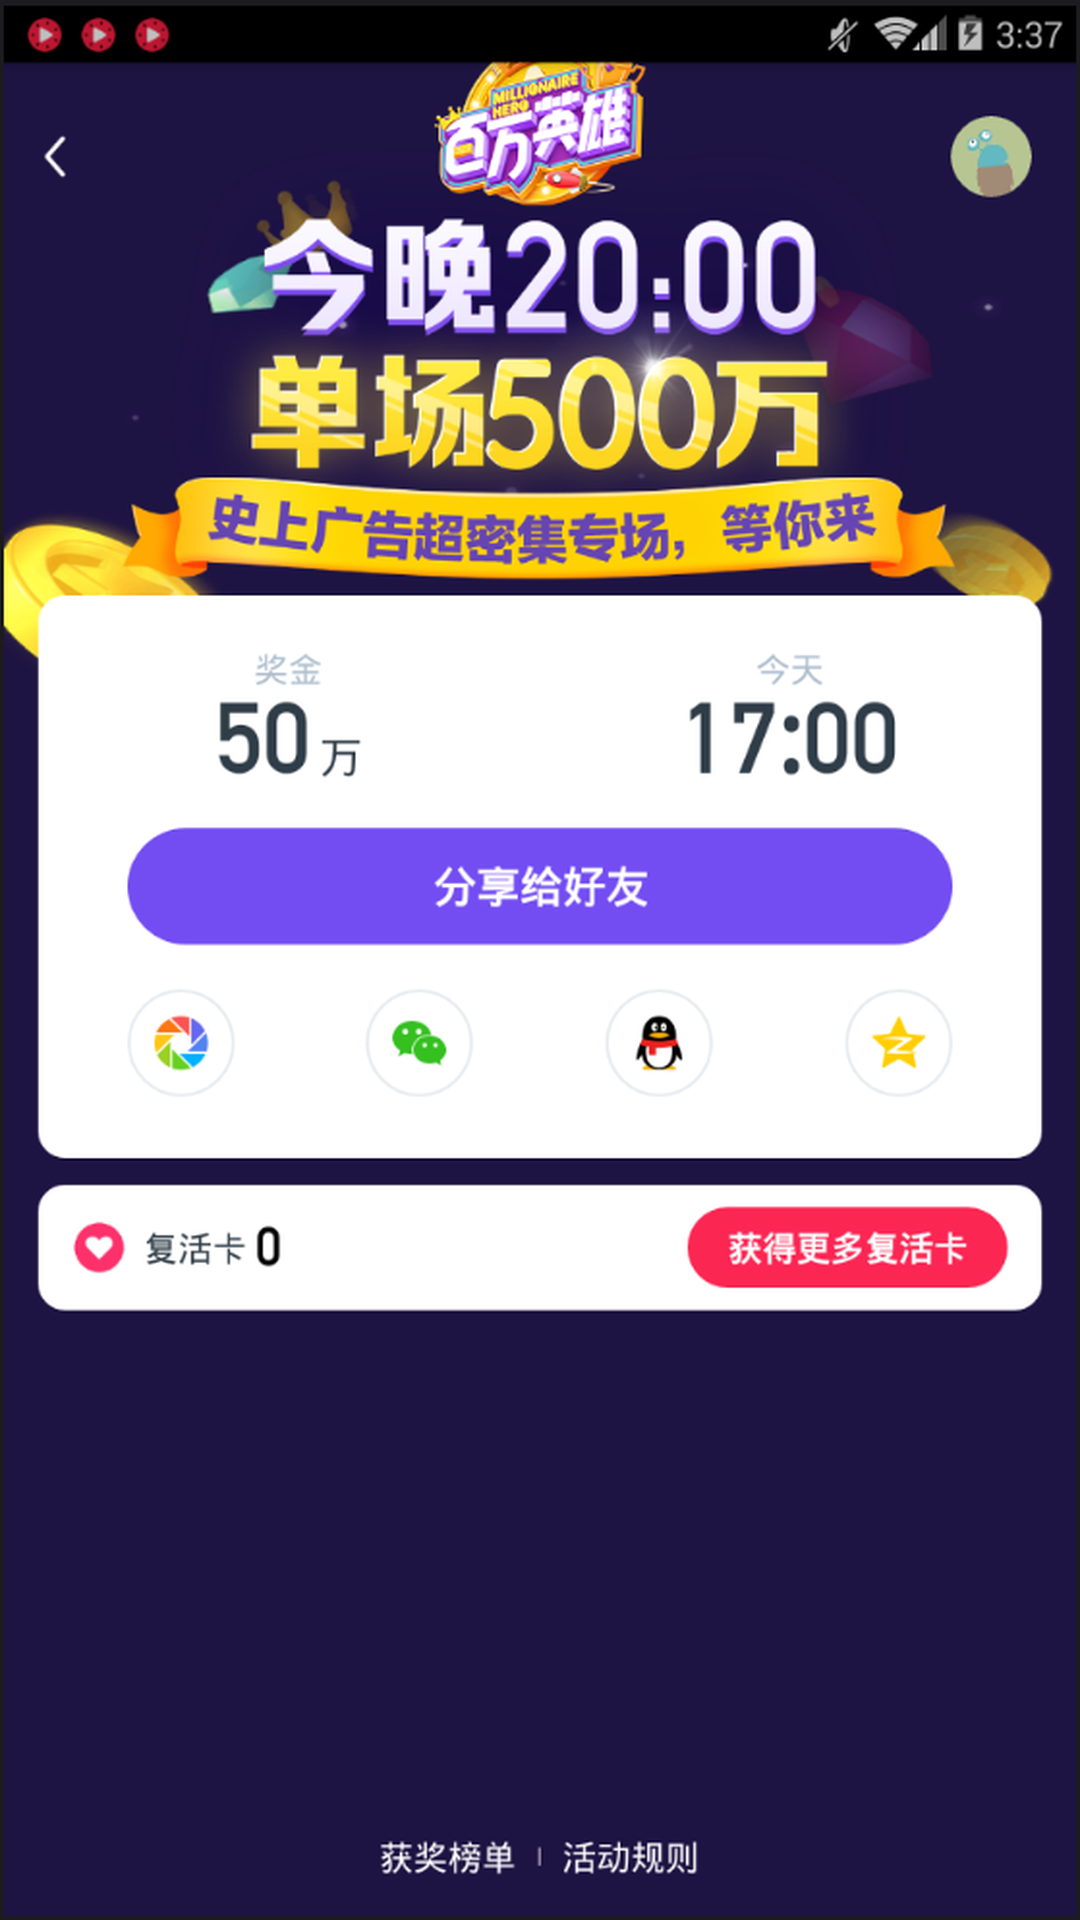 3:37
MILLIONAIRE
HERO
百万英雄
今晚20:00
单场500万
史上广告超密集专场，等你来
奖金 今天
50万 17:00
分享给好友
复活卡 0 获得更多复活卡
获奖榜单 | 活动规则